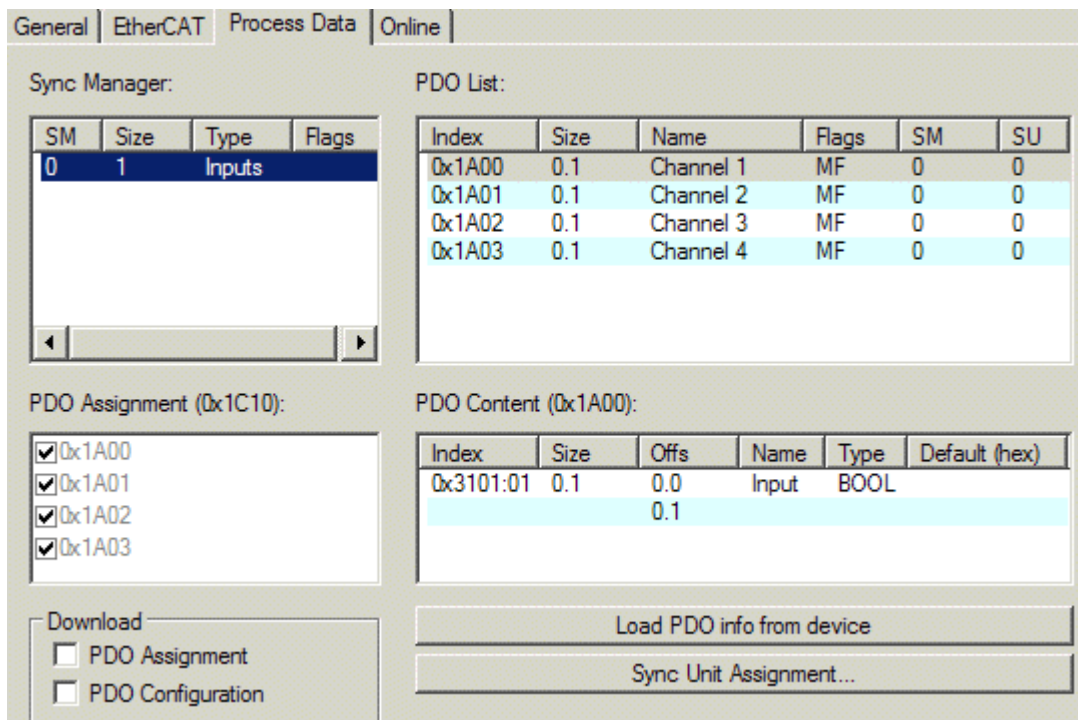 General EtherCAT Process Data Online
Sync Manager:
SM Size Type Flags
0 1 Inputs
PDO List:
Index Size Name Flags SM SU
0x1A00 0.1 Channel 1 MF 0 0
0x1A01 0.1 Channel 2 MF 0 0
0x1A02 0.1 Channel 3 MF 0 0
0x1A03 0.1 Channel 4 MF 0 0
PDO Assignment (0x1C10):
0x1A00
0x1A01
0x1A02
0x1A03
PDO Content (0x1A00):
Index Size Offs Name Type Default (hex)
0x3101:01 0.1 0.0 Input BOOL
0.1
Download
PDO Assignment
PDO Configuration
Load PDO info from device
Sync Unit Assignment...